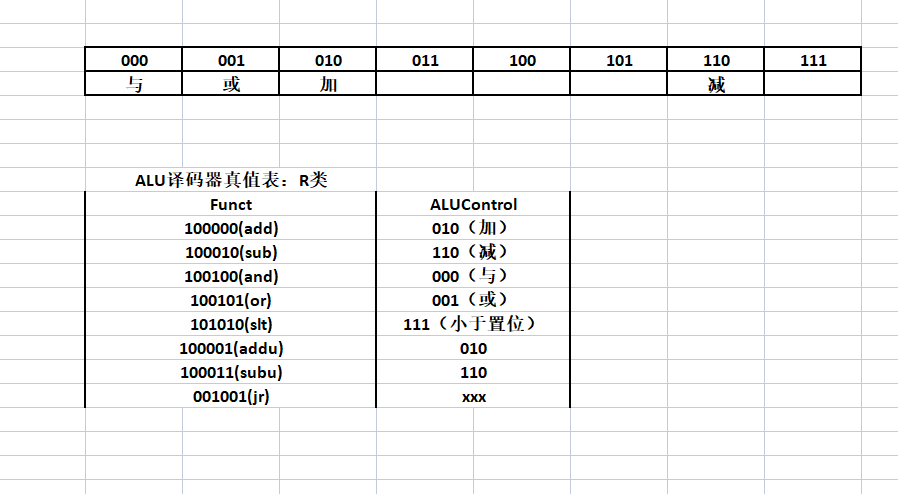 000 001 010 011 100 101 110 111
与 或 加 减
ALU译码器真值表：R类
Funct ALUControl
100000(add) 010（加）
100010(sub) 110（减）
100100(and) 000（与）
100101(or) 001（或）
101010(slt) 111（小于置位）
100001(addu) 010
100011(subu) 110
001001(jr) xxx